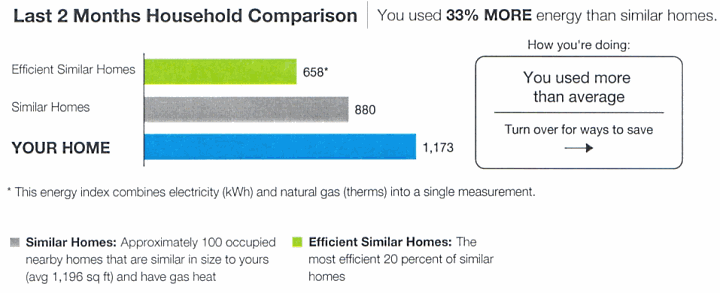 Last 2 Months Household Comparison | You used 33% MORE energy than similar homes.
How you're doing:
Efficient Similar Homes 658*
You used more
than average
Similar Homes 880
Turn over for ways to save
YOUR HOME 1,173
* This energy index combines electricity (kWh) and natural gas (therms) into a single measurement.
Similar Homes: Approximately 100 occupied
nearby homes that are similar in size to yours
(avg 1,196 sq ft) and have gas heat
Efficient Similar Homes: The
most efficient 20 percent of similar
homes